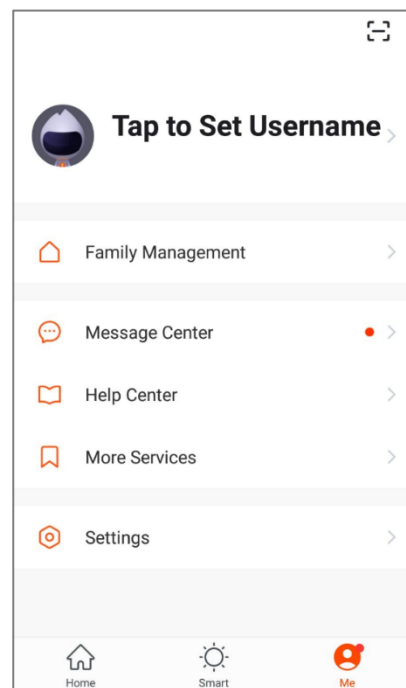 Tap to Set Username
Family Management
Message Center
Help Center
More Services
Settings
Home
Smart
Me